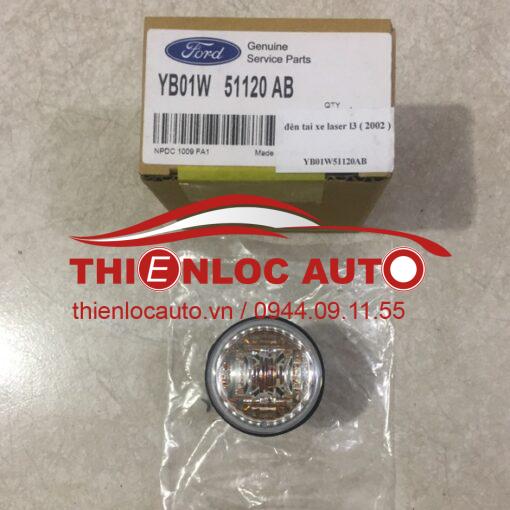 Ford
Genuine
Service Parts
YB01W 51120 AB
QTY
đèn tai xe laser l3 ( 2002 )
NPDC 1009 PA1
Made
YB01W51120AB
THIENLOC AUTO
thienlocauto.vn / 0944.09.11.55